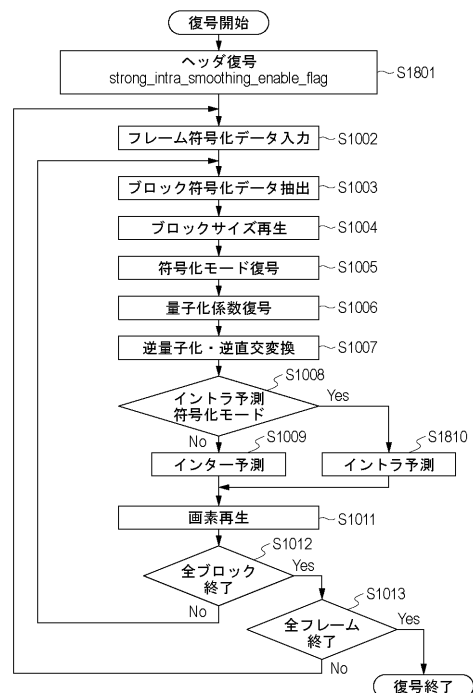 復号開始
ヘッダ復号
strong_intra_smoothing_enable_flag
S1801
フレーム符号化データ入力
S1002
ブロック符号化データ抽出
S1003
ブロックサイズ再生
S1004
符号化モード復号
S1005
量子化係数復号
S1006
逆量子化・逆直交変換
S1007
S1008
イントラ予測
符号化モード
Yes
No
S1009
S1810
インター予測
イントラ予測
画素再生
S1011
S1012
全ブロック
終了
Yes
No
S1013
全フレーム
終了
Yes
No
復号終了